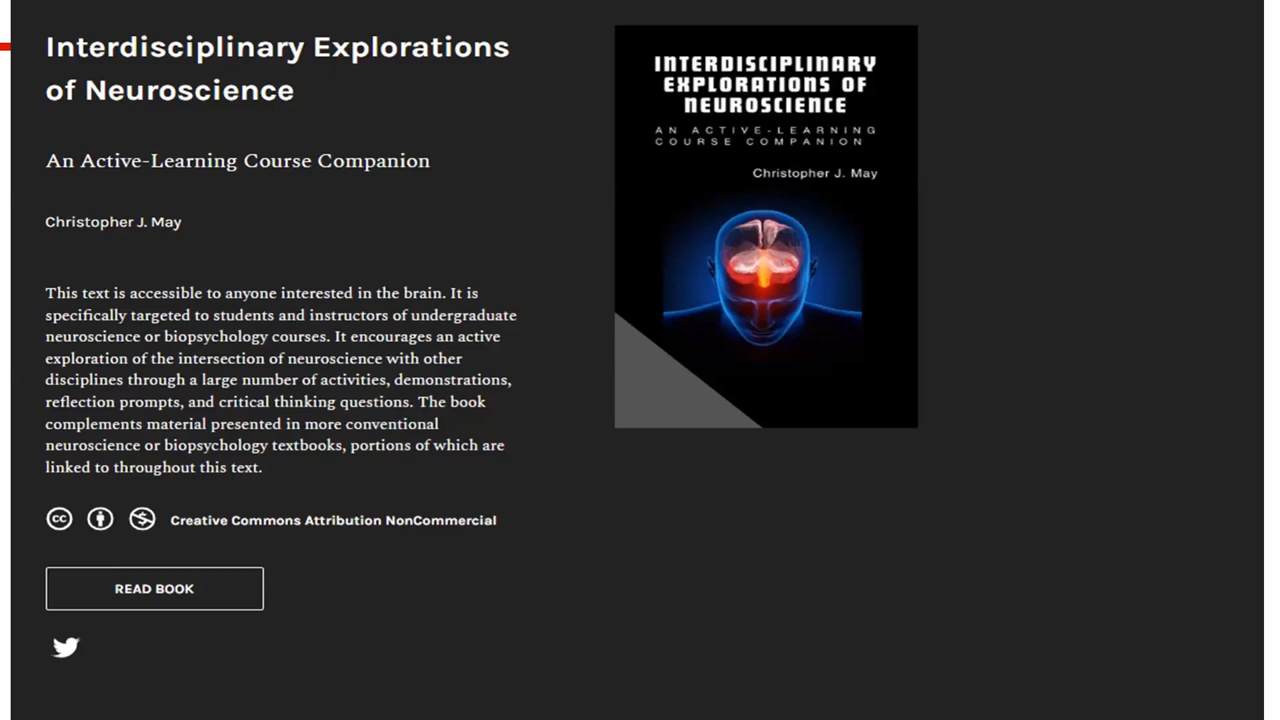 Interdisciplinary Explorations
of Neuroscience
An Active-Learning Course Companion
Christopher J. May
This text is accessible to anyone interested in the brain. It is
specifically targeted to students and instructors of undergraduate
neuroscience or biopsychology courses. It encourages an active
exploration of the intersection of neuroscience with other
disciplines through a large number of activities, demonstrations,
reflection prompts, and critical thinking questions. The book
complements material presented in more conventional
neuroscience or biopsychology textbooks, portions of which are
linked to throughout this text.
cc Creative Commons Attribution NonCommercial
READ BOOK
INTERDISCIPLINARY
EXPLORATIONS OF
NEUROSCIENCE
AN ACTIVE-LEARNING
COURSE COMPANION
Christopher J. May